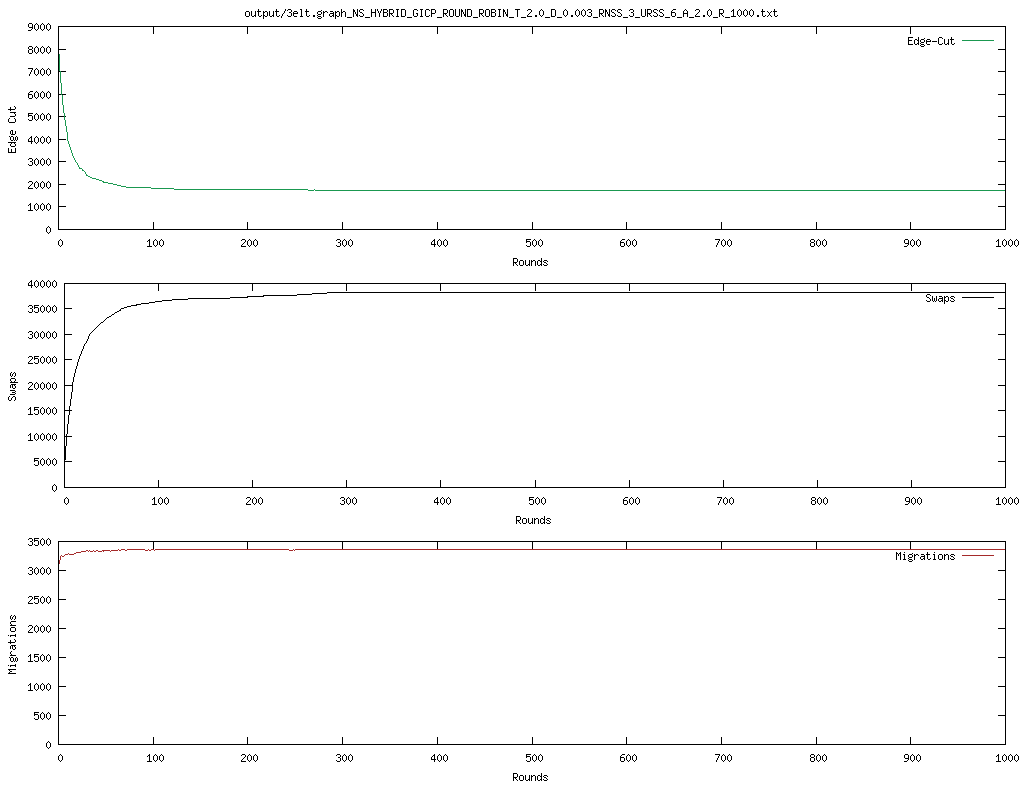 output/3elt.graph_NS_HYBRID_GICP_ROUND_ROBIN_T_2.0_D_0.003_RNSS_3_URSS_6_A_2.0_R_1000.txt
9000
8000
7000
6000
5000
4000
3000
2000
1000
0
Edge Cut
Edge-Cut
0 100 200 300 400 500 600 700 800 900 1000
Rounds
40000
35000
30000
25000
20000
15000
10000
5000
0
Swaps
Swaps
0 100 200 300 400 500 600 700 800 900 1000
Rounds
3500
3000
2500
2000
1500
1000
500
0
Migrations
Migrations
0 100 200 300 400 500 600 700 800 900 1000
Rounds